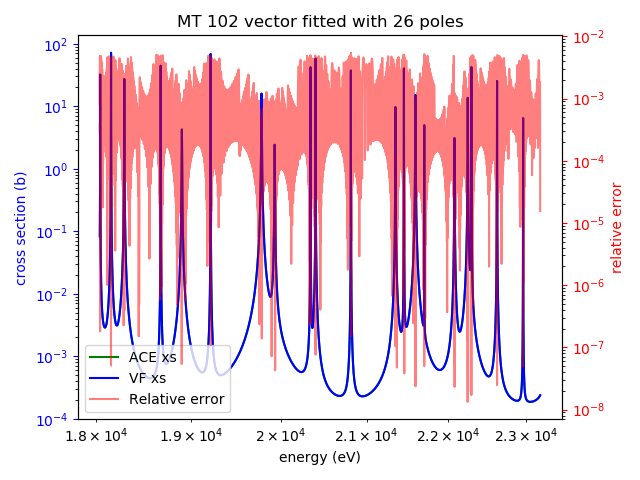 MT 102 vector fitted with 26 poles
cross section (b)
10²
10¹
10⁰
10⁻¹
10⁻²
10⁻³
10⁻⁴
10⁻²
10⁻³
10⁻⁴
10⁻⁵
10⁻⁶
10⁻⁷
10⁻⁸
relative error
ACE xs
VF xs
Relative error
1.8 × 10⁴ 1.9 × 10⁴ 2 × 10⁴ 2.1 × 10⁴ 2.2 × 10⁴ 2.3 × 10⁴
energy (eV)